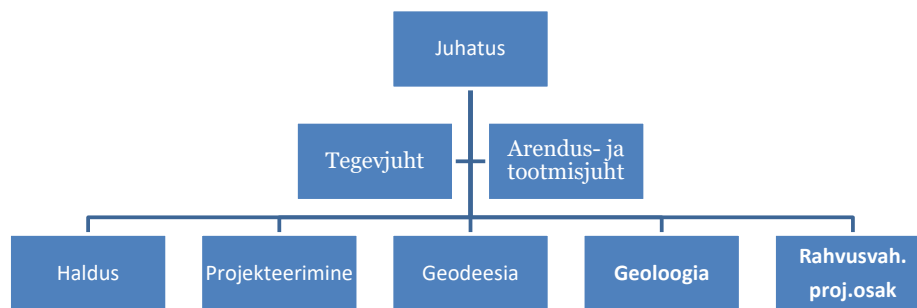 Juhatus
Tegevjuht
Arendus- ja
tootmisjuht
Haldus
Projekteerimine
Geodeesia
Geoloogia
Rahvusvah.
proj.osak